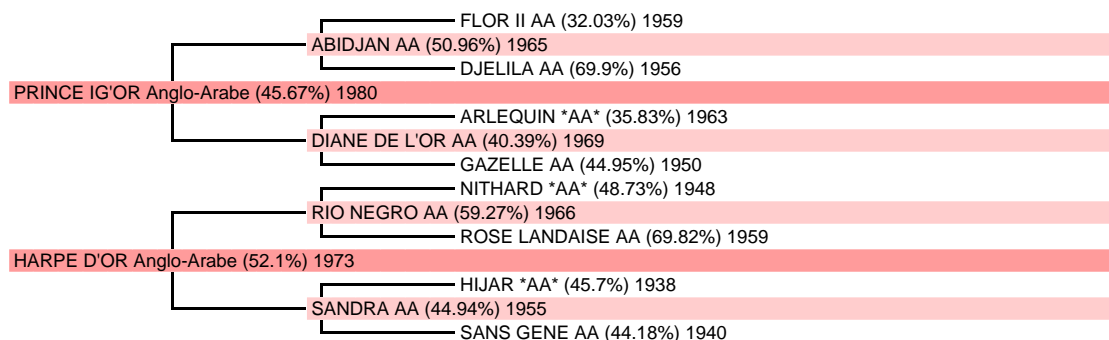 FLOR II AA (32.03%) 1959
ABIDJAN AA (50.96%) 1965
DJELILA AA (69.9%) 1956
PRINCE IG'OR Anglo-Arabe (45.67%) 1980
ARLEQUIN *AA* (35.83%) 1963
DIANE DE L'OR AA (40.39%) 1969
GAZELLE AA (44.95%) 1950
NITHARD *AA* (48.73%) 1948
RIO NEGRO AA (59.27%) 1966
ROSE LANDAISE AA (69.82%) 1959
HARPE D'OR Anglo-Arabe (52.1%) 1973
HIJAR *AA* (45.7%) 1938
SANDRA AA (44.94%) 1955
SANS GENE AA (44.18%) 1940